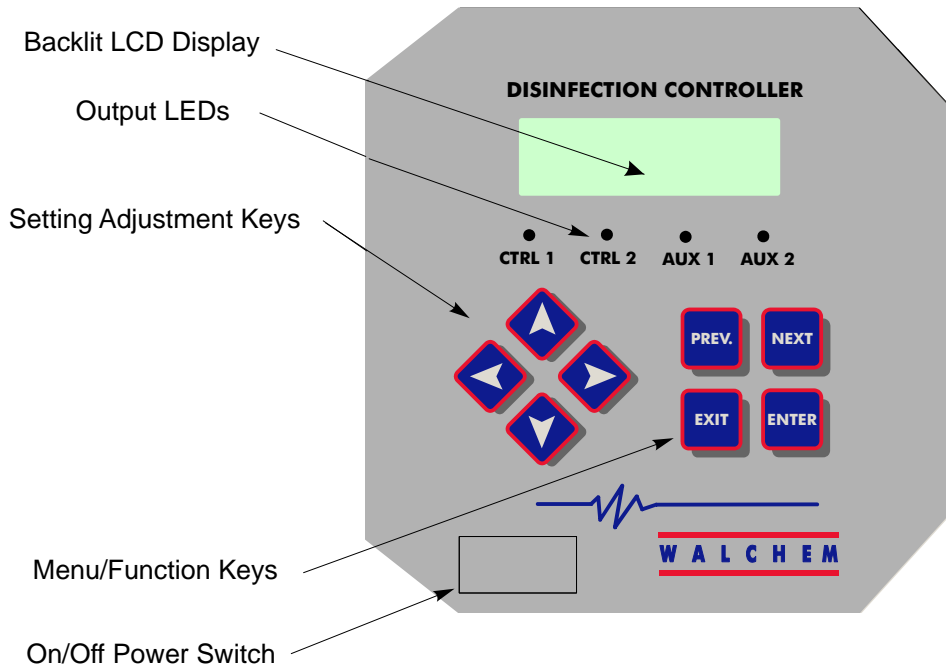 Backlit LCD Display
DISINFECTION CONTROLLER
Output LEDs
Setting Adjustment Keys
CTRL 1 CTRL 2 AUX 1 AUX 2
PREV. NEXT
EXIT ENTER
WALCHEM
Menu/Function Keys
On/Off Power Switch